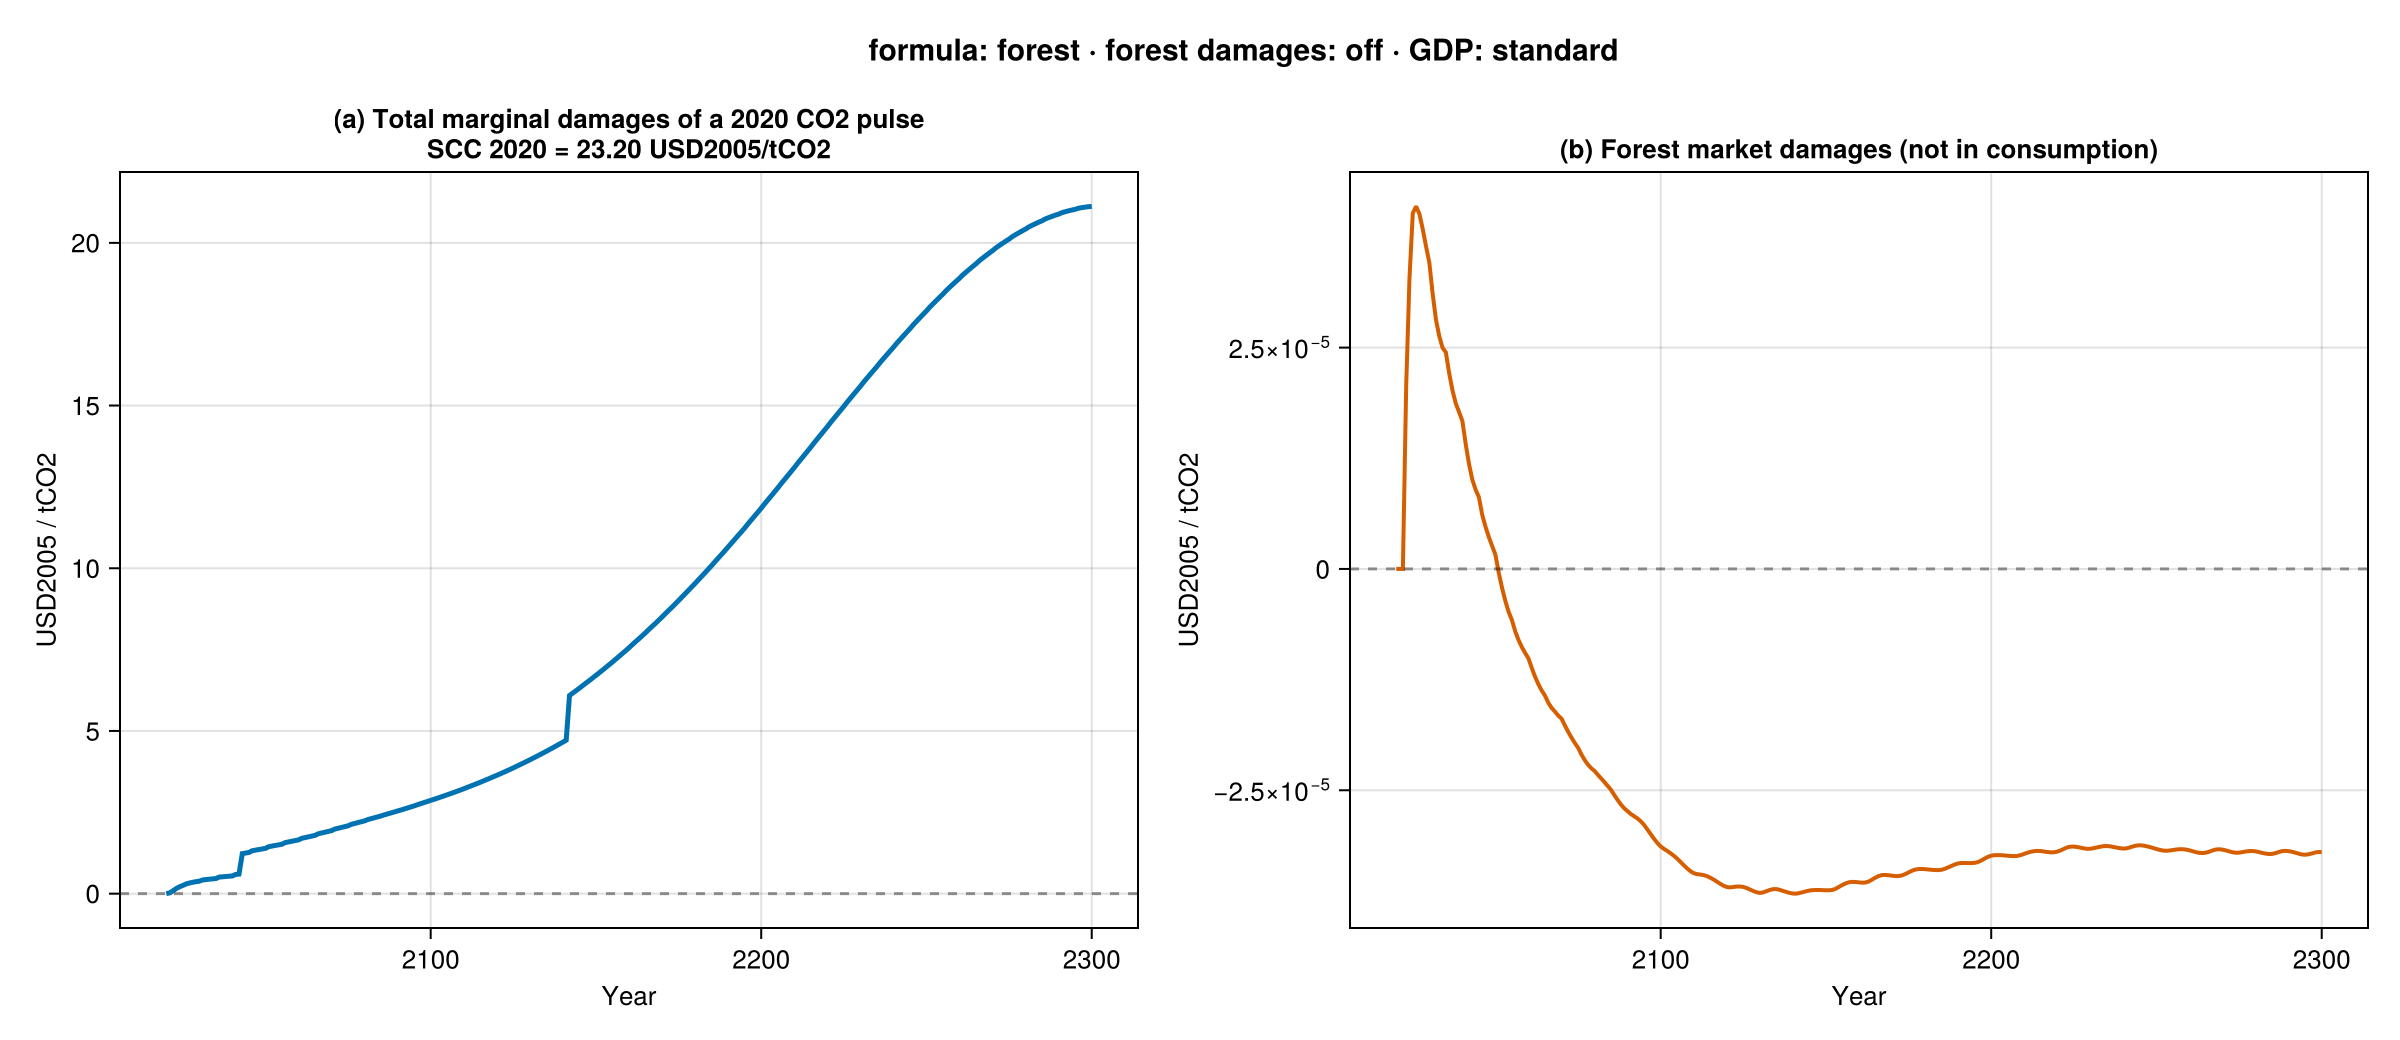 formula: forest · forest damages: off · GDP: standard
(a) Total marginal damages of a 2020 CO2 pulse
SCC 2020 = 23.20 USD2005/tCO2
USD2005 / tCO2
20
15
10
5
0
2100
2200
2300
Year
(b) Forest market damages (not in consumption)
USD2005 / tCO2
2.5×10⁻⁵
0
−2.5×10⁻⁵
2100
2200
2300
Year